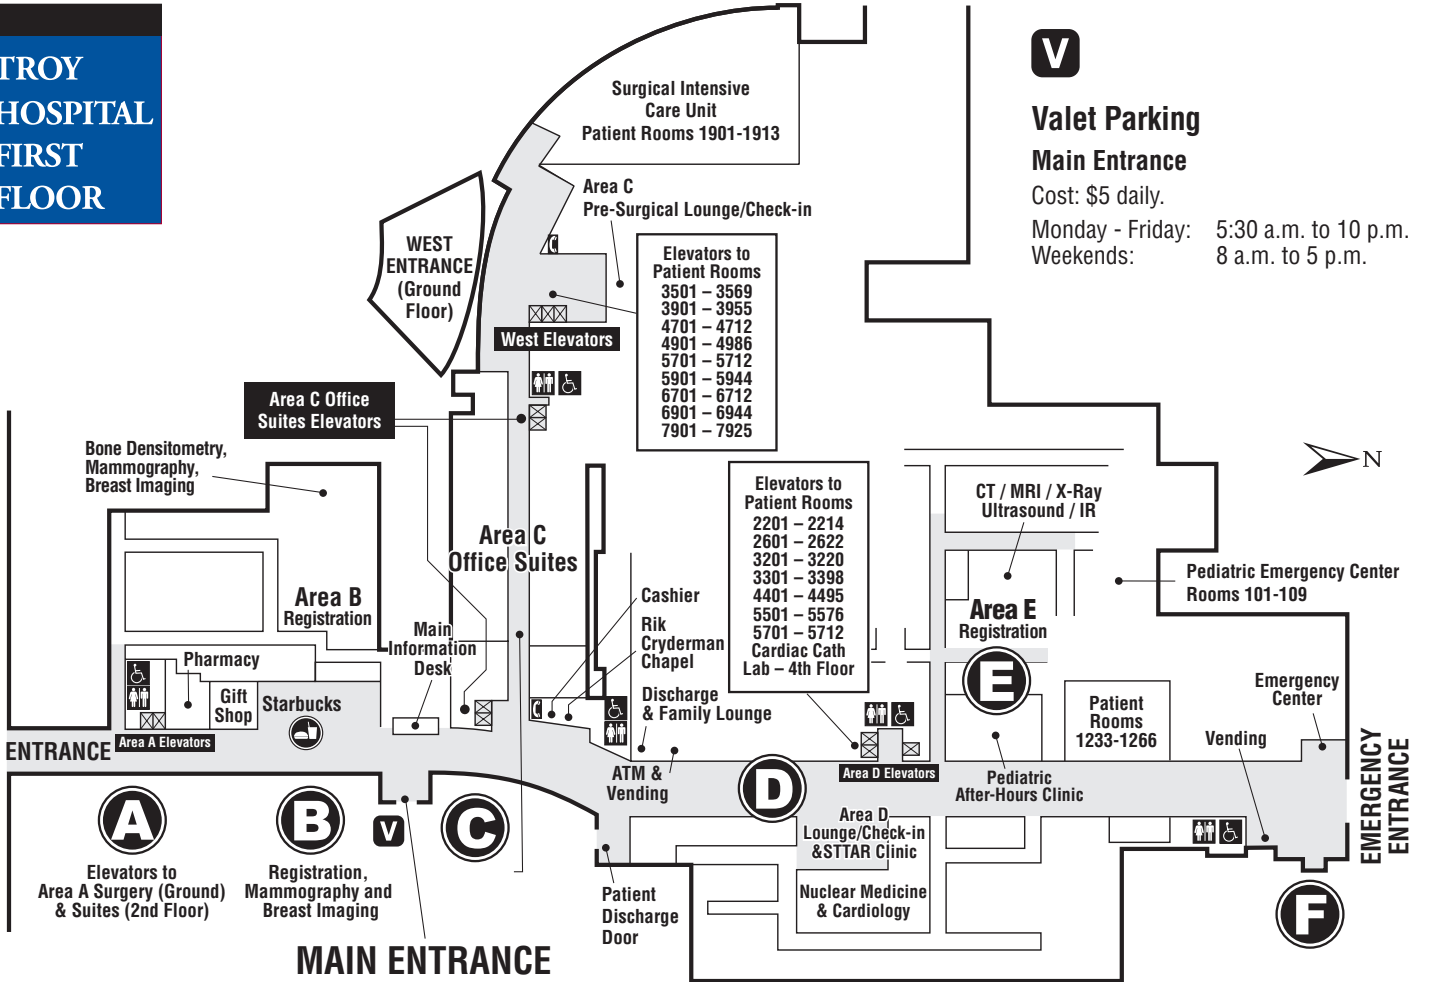 TROY
HOSPITAL
FIRST
FLOOR
Surgical Intensive
Care Unit
Patient Rooms 1901-1913
V
Valet Parking
Main Entrance
Cost: $5 daily.
Monday - Friday: 5:30 a.m. to 10 p.m.
Weekends: 8 a.m. to 5 p.m.
Area C
Pre-Surgical Lounge/Check-in
WEST
ENTRANCE
(Ground
Floor)
Elevators to
Patient Rooms
3501 – 3569
3901 – 3955
4701 – 4712
4901 – 4986
5701 – 5712
5901 – 5944
6701 – 6712
6901 – 6944
7901 – 7925
West Elevators
Area C Office
Suites Elevators
Bone Densitometry,
Mammography,
Breast Imaging
N
Elevators to
Patient Rooms
2201 – 2214
2601 – 2622
3201 – 3220
3301 – 3398
4401 – 4495
5501 – 5576
5701 – 5712
Cardiac Cath
Lab – 4th Floor
CT / MRI / X-Ray
Ultrasound / IR
Area C
Office Suites
Pediatric Emergency Center
Rooms 101-109
Area B
Registration
Cashier
Rik
Cryderman
Chapel
Area E
Registration
E
Main
Information
Desk
Pharmacy
Gift
Shop
Starbucks
Discharge
& Family Lounge
Patient
Rooms
1233-1266
Emergency
Center
Vending
ENTRANCE
Area A Elevators
ATM &
Vending
D
Area D Elevators
Pediatric
After-Hours Clinic
EMERGENCY
ENTRANCE
A
B
V
C
Area D
Lounge/Check-in
&STTAR Clinic
Elevators to
Area A Surgery (Ground)
& Suites (2nd Floor)
Registration,
Mammography and
Breast Imaging
Patient
Discharge
Door
Nuclear Medicine
& Cardiology
F
MAIN ENTRANCE